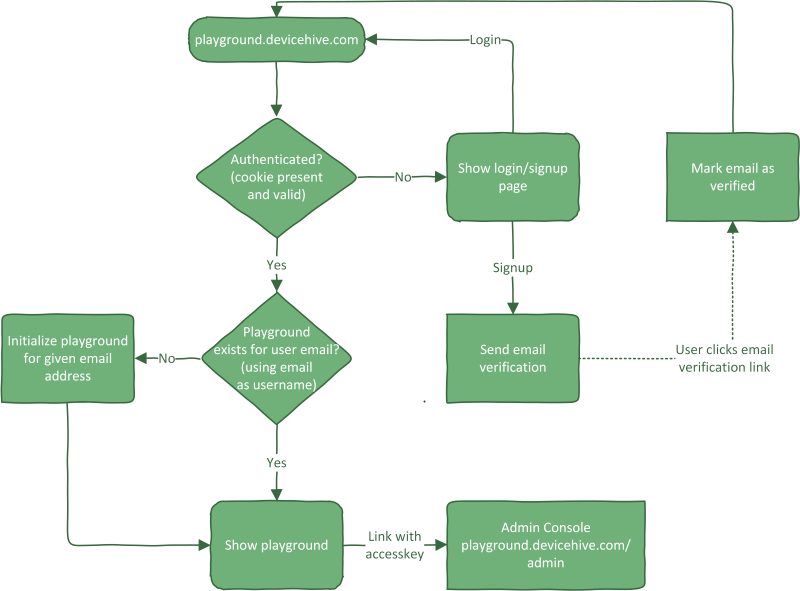 playground.devicehive.com
Login
Authenticated?
(cookie present
and valid)
No
Show login/signup
page
Mark email as
verified
Yes
Signup
Initialize playground
for given email
address
No
Playground
exists for user email?
(using email
as username)
Send email
verification
User clicks email
verification link
Yes
Show playground
Link with
accesskey
Admin Console
playground.devicehive.com/
admin